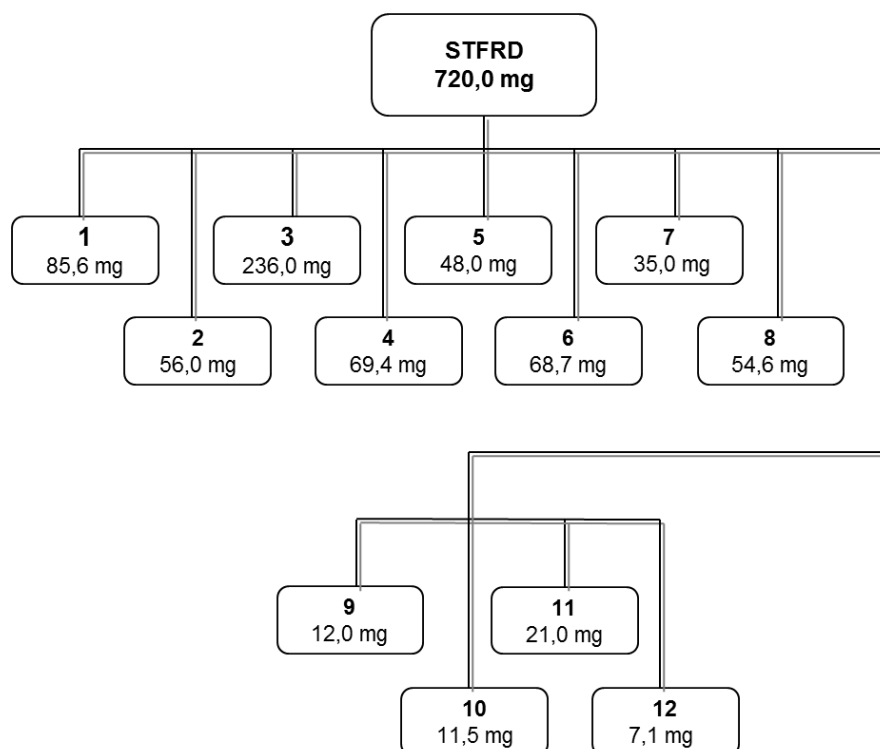 STFRD
720,0 mg
1
85,6 mg
2
56,0 mg
3
236,0 mg
4
69,4 mg
5
48,0 mg
6
68,7 mg
7
35,0 mg
8
54,6 mg
9
12,0 mg
10
11,5 mg
11
21,0 mg
12
7,1 mg